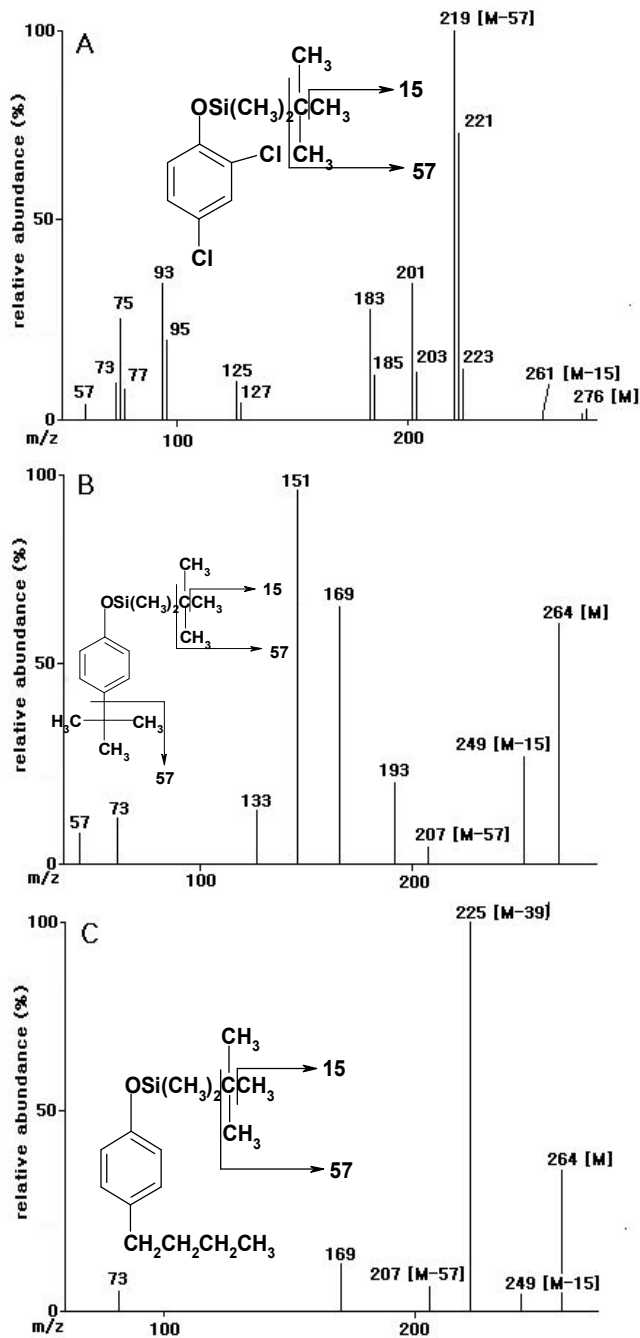 A
relative abundance (%)
100
50
0
m/z
100
200
57
73
75
77
93
95
125
127
183
185
201
203
219 [M-57]
221
223
261 [M-15]
276 [M]
CH3
OSi(CH3)2CCH3
CH3
15
57
Cl
Cl
B
relative abundance (%)
100
50
0
m/z
100
200
57
73
133
151
169
193
207 [M-57]
249 [M-15]
264 [M]
CH3
OSi(CH3)2CCH3
CH3
15
57
H3C
CH3
CH3
57
C
relative abundance (%)
100
50
0
m/z
100
200
73
169
207 [M-57]
225 [M-39]
249 [M-15]
264 [M]
CH3
OSi(CH3)2CCH3
CH3
15
57
CH2CH2CH2CH3